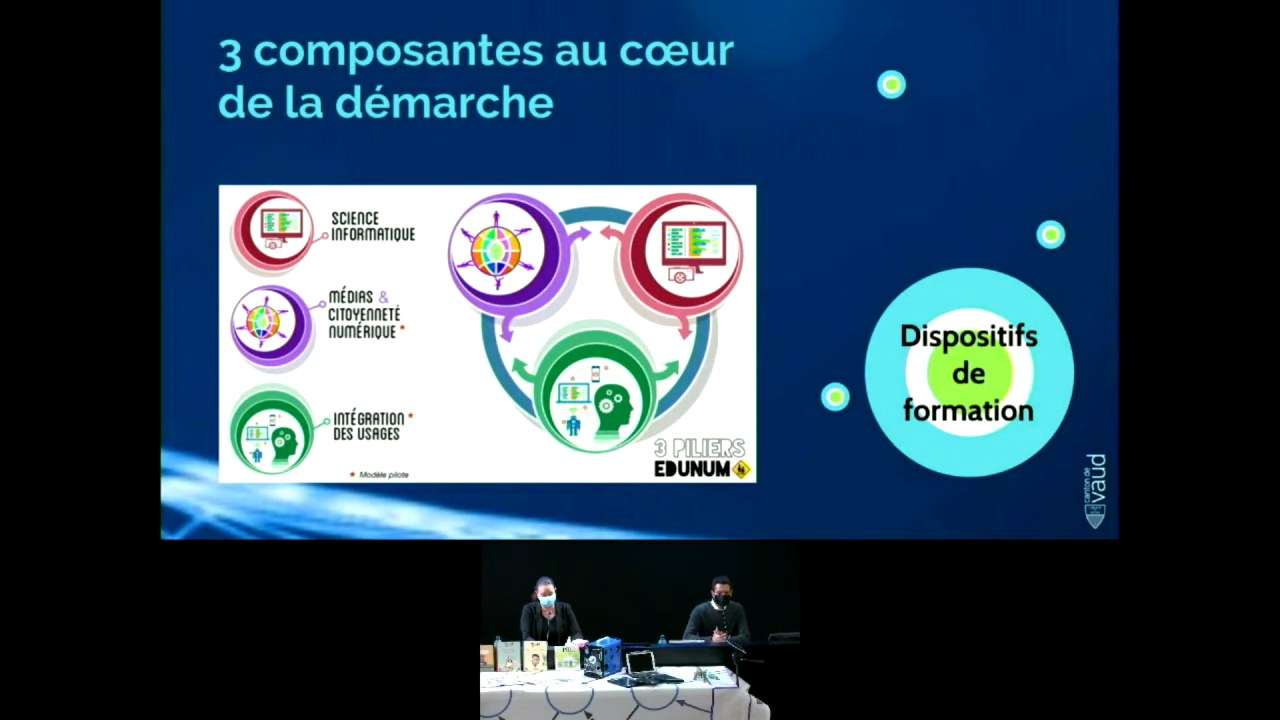 3 composantes au cœur
de la démarche
SCIENCE
INFORMATIQUE
MÉDIAS &
CITOYENNETÉ
NUMÉRIQUE *
INTÉGRATION *
DES USAGES
* Modèle pilote
3 PILIERS
EDUNUM
Dispositifs
de
formation
canton de
vaud